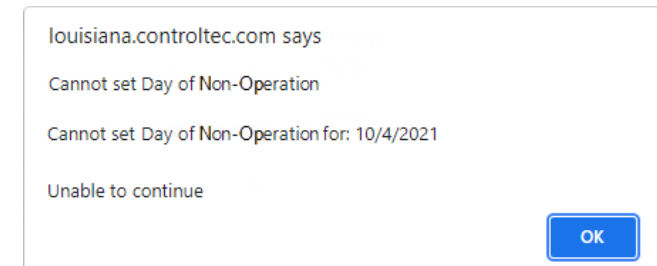 louisiana.controltec.com says
Cannot set Day of Non-Operation
Cannot set Day of Non-Operation for: 10/4/2021
Unable to continue
OK